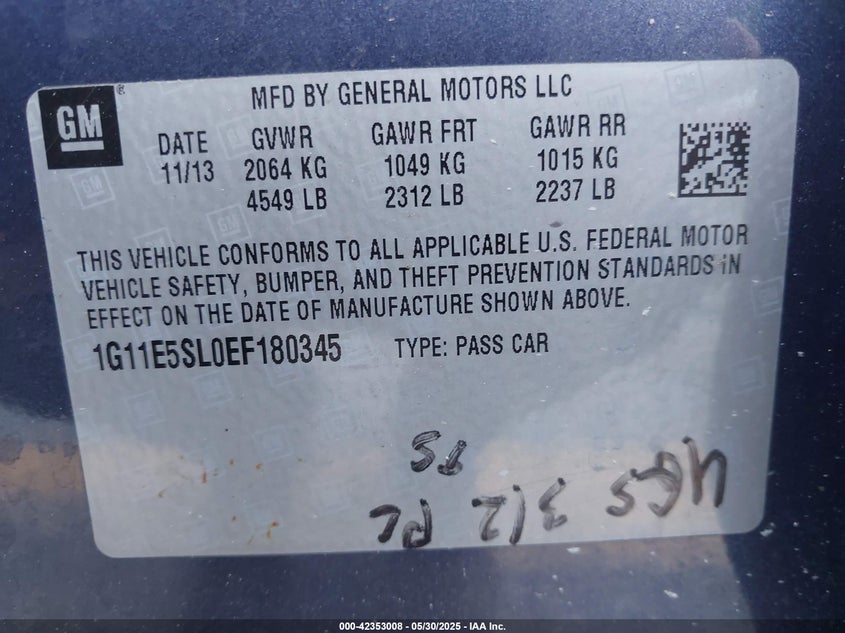 GM
MFD BY GENERAL MOTORS LLC
DATE GVWR GAWR FRT GAWR RR
11/13 2064 KG 1049 KG 1015 KG
4549 LB 2312 LB 2237 LB
THIS VEHICLE CONFORMS TO ALL APPLICABLE U.S. FEDERAL MOTOR
VEHICLE SAFETY, BUMPER, AND THEFT PREVENTION STANDARDS IN
EFFECT ON THE DATE OF MANUFACTURE SHOWN ABOVE.
1G11E5SL0EF180345 TYPE: PASS CAR
000-42353008 - 05/30/2025 - IAA Inc.